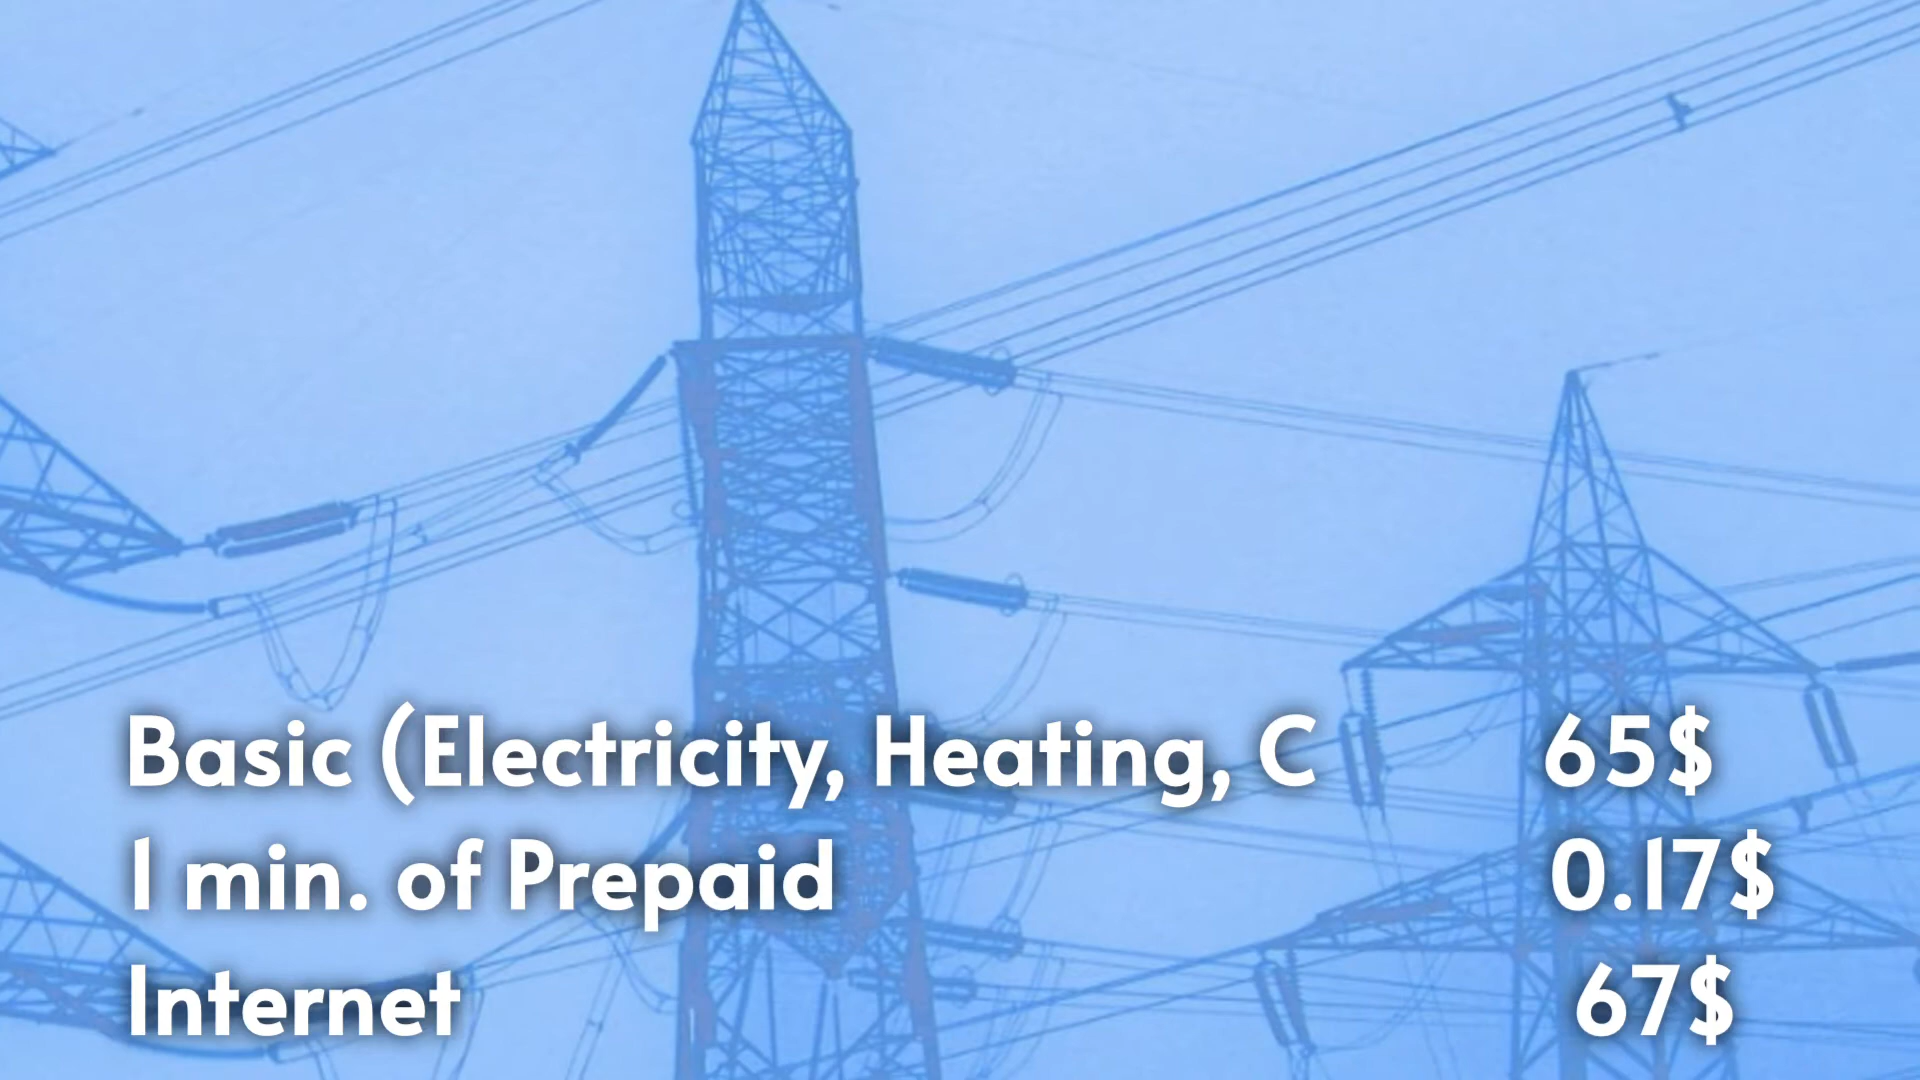 Basic (Electricity, Heating, C 65$
1 min. of Prepaid 0.17$
Internet 67$